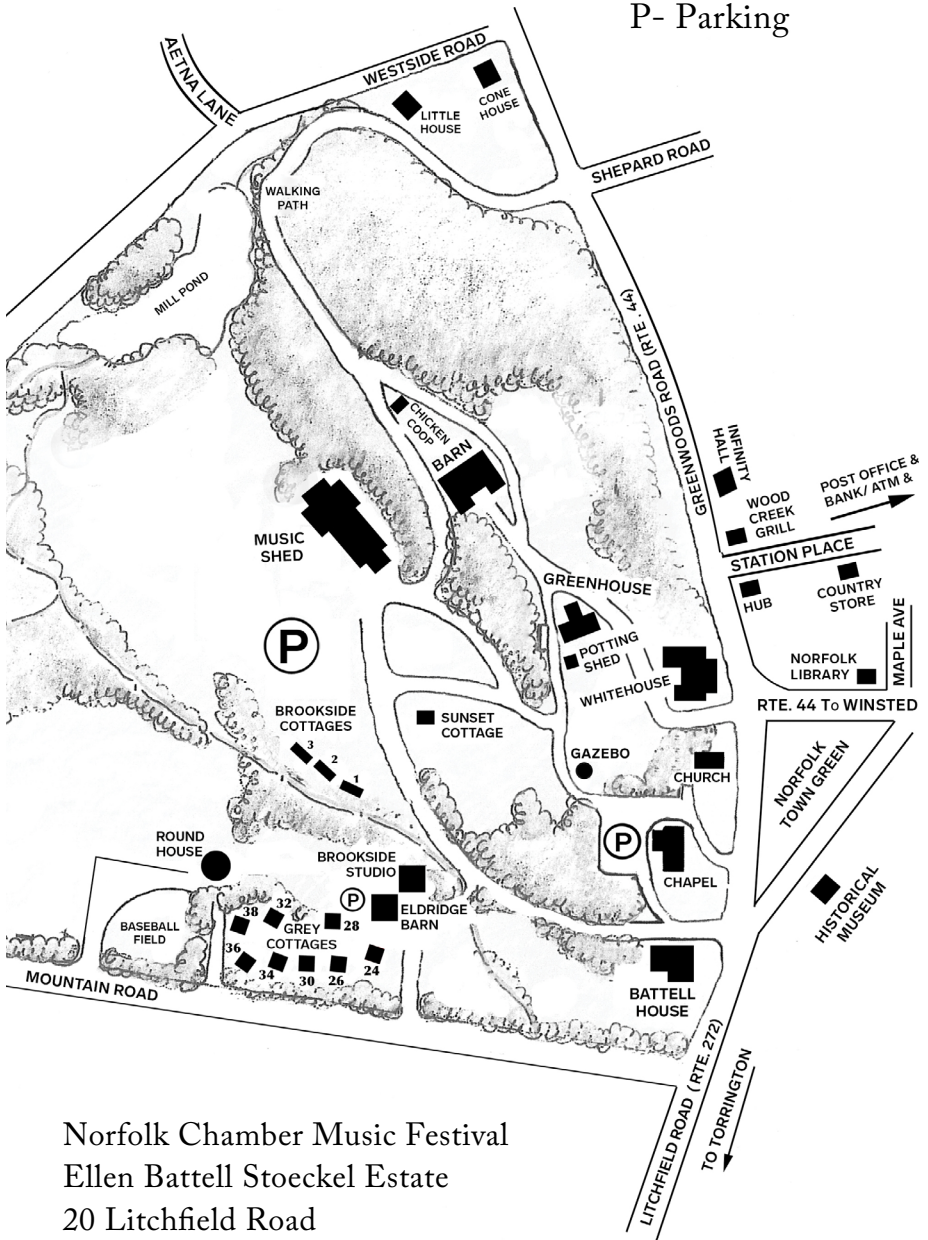 P- Parking
AETNA LANE
WESTSIDE ROAD
LITTLE
HOUSE
CONE
HOUSE
SHEPARD ROAD
WALKING
PATH
MILL POND
GREENWOODS ROAD (RTE. 44)
CHICKEN
COOP
BARN
INFINITY
HALL
WOOD
CREEK
GRILL
POST OFFICE &
BANK/ ATM &
STATION PLACE
MUSIC
SHED
GREENHOUSE
HUB
COUNTRY
STORE
MAPLE AVE
P
POTTING
SHED
WHITEHOUSE
NORFOLK
LIBRARY
RTE. 44 To WINSTED
BROOKSIDE
COTTAGES
3
2
1
SUNSET
COTTAGE
GAZEBO
CHURCH
NORFOLK
TOWN GREEN
ROUND
HOUSE
BROOKSIDE
STUDIO
P
CHAPEL
P
ELDRIDGE
BARN
HISTORICAL
MUSEUM
BASEBALL
FIELD
38
32
GREY
COTTAGES
28
36
34
30
26
24
MOUNTAIN ROAD
BATTELL
HOUSE
LITCHFIELD ROAD (RTE. 272)
TO TORRINGTON
Norfolk Chamber Music Festival
Ellen Battell Stoeckel Estate
20 Litchfield Road